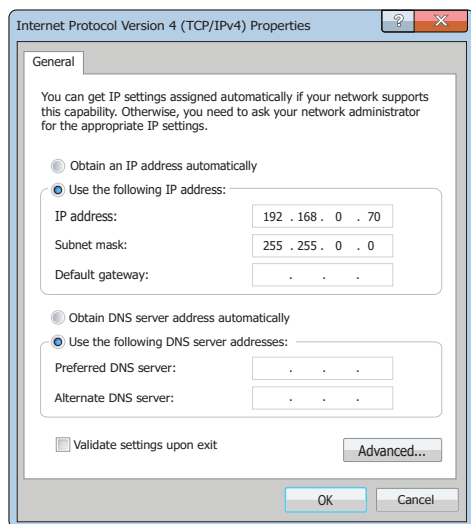 Internet Protocol Version 4 (TCP/IPv4) Properties
?
General
You can get IP settings assigned automatically if your network supports
this capability. Otherwise, you need to ask your network administrator
for the appropriate IP settings.
Obtain an IP address automatically
Use the following IP address:
IP address: 192 . 168 . 0 . 70
Subnet mask: 255 . 255 . 0 . 0
Default gateway: . . .
Obtain DNS server address automatically
Use the following DNS server addresses:
Preferred DNS server: . . .
Alternate DNS server: . . .
Validate settings upon exit
Advanced...
OK Cancel